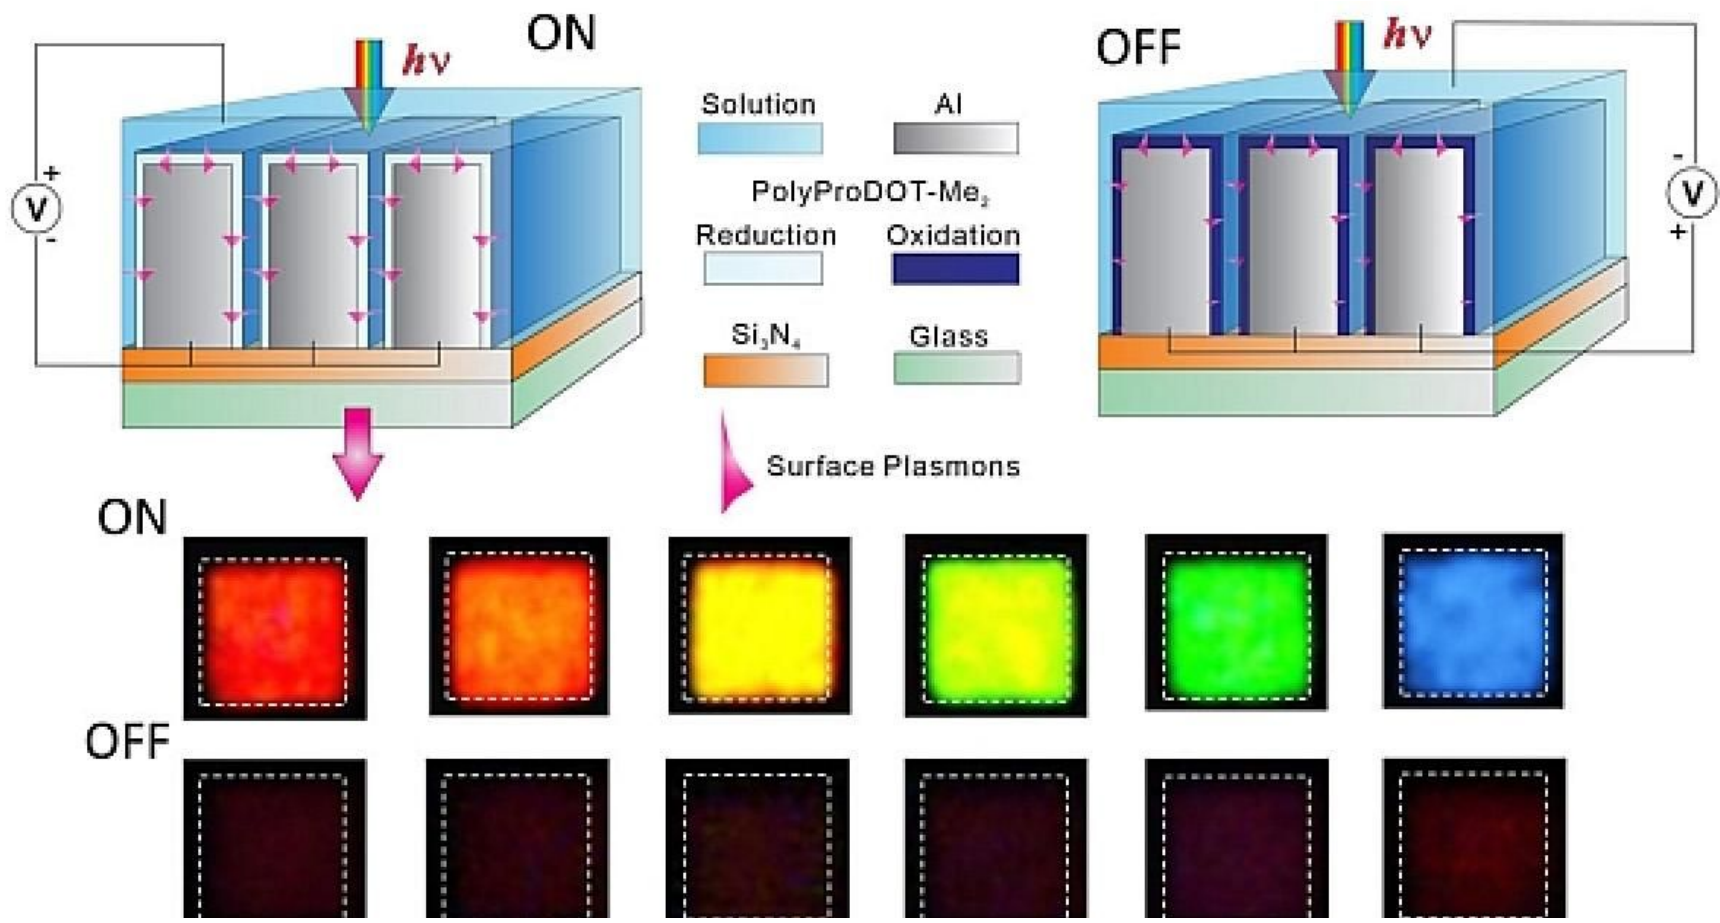 ON
hν
OFF
hν
Solution Al
PolyProDOT-Me₂
Reduction Oxidation
Si₃N₄ Glass
Surface Plasmons
+
V
-
-
V
+
ON
OFF